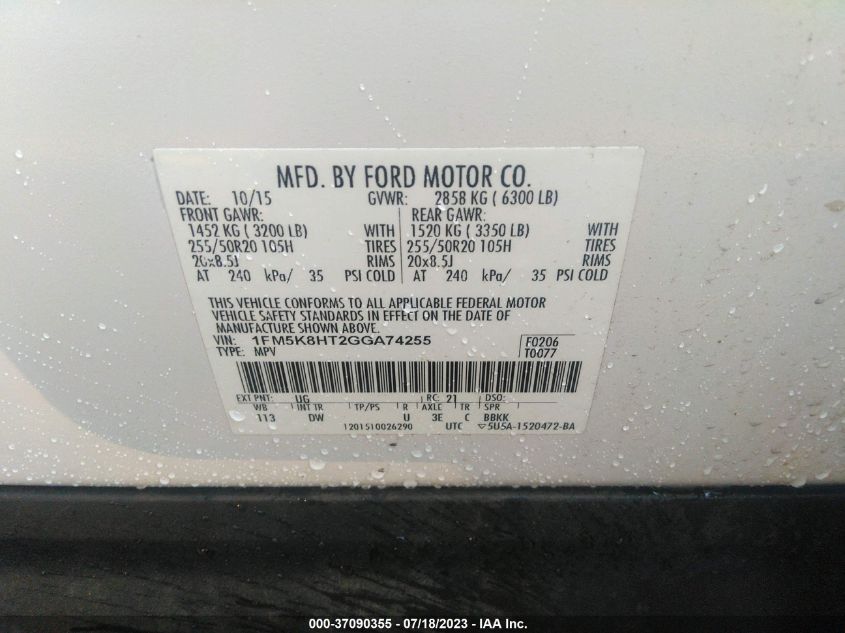 MFD. BY FORD MOTOR CO.
DATE: 10/15 GVWR: 2858 KG ( 6300 LB)
FRONT GAWR: REAR GAWR:
1452 KG ( 3200 LB) WITH 1520 KG ( 3350 LB) WITH
255/50R20 105H TIRES 255/50R20 105H TIRES
20x8.5J RIMS 20x8.5J RIMS
AT 240 kPa/ 35 PSI COLD AT 240 kPa/ 35 PSI COLD
THIS VEHICLE CONFORMS TO ALL APPLICABLE FEDERAL MOTOR
VEHICLE SAFETY STANDARDS IN EFFECT ON THE DATE OF
MANUFACTURE SHOWN ABOVE.
VIN: 1FM5K8HT2GGA74255 F0206
TYPE: MPV T0077
EXT PNT: UG RC: 21 DSO:
WB INT TR TP/PS R AXLE TR SPR
113 DW U 3E C BBKK
1201510026290 UTC ▽5U5A-1520472-BA
000-37090355 - 07/18/2023 - IAA Inc.